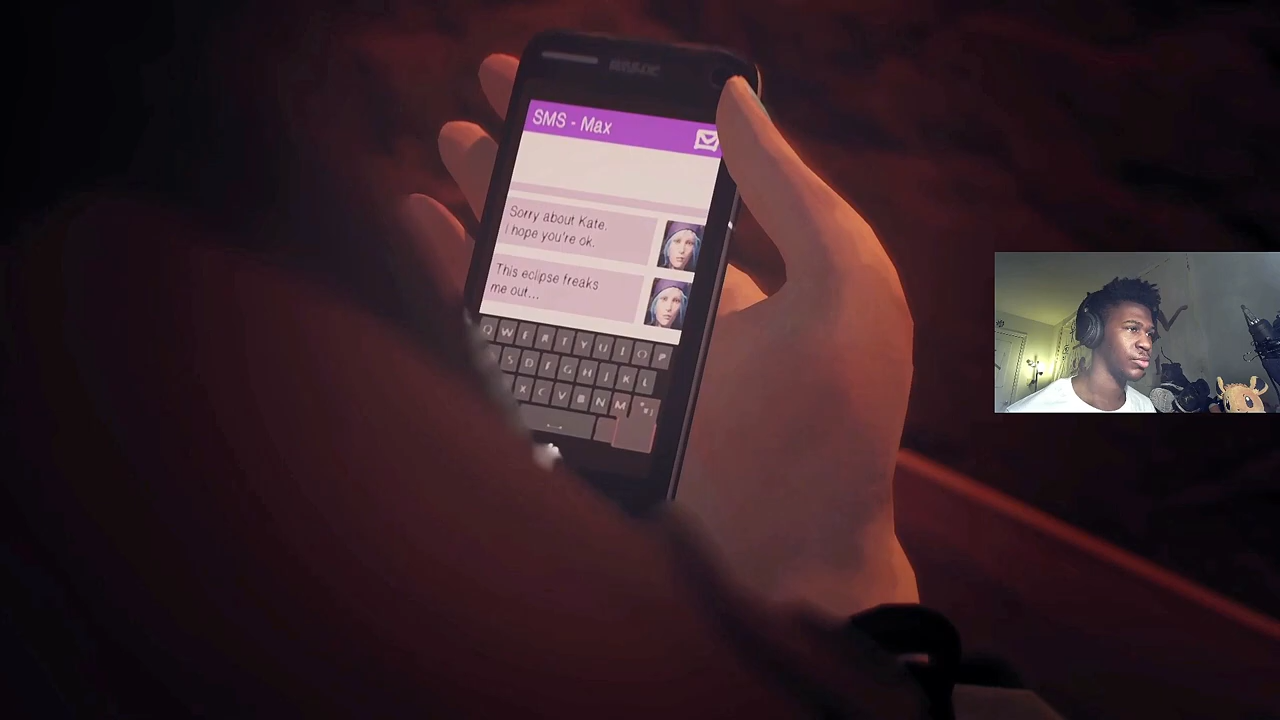 SMS - Max
Sorry about Kate.
I hope you're ok.
This eclipse freaks
me out...
Q W E R T Y U I O P
S D F G H J K L
X C V B N M